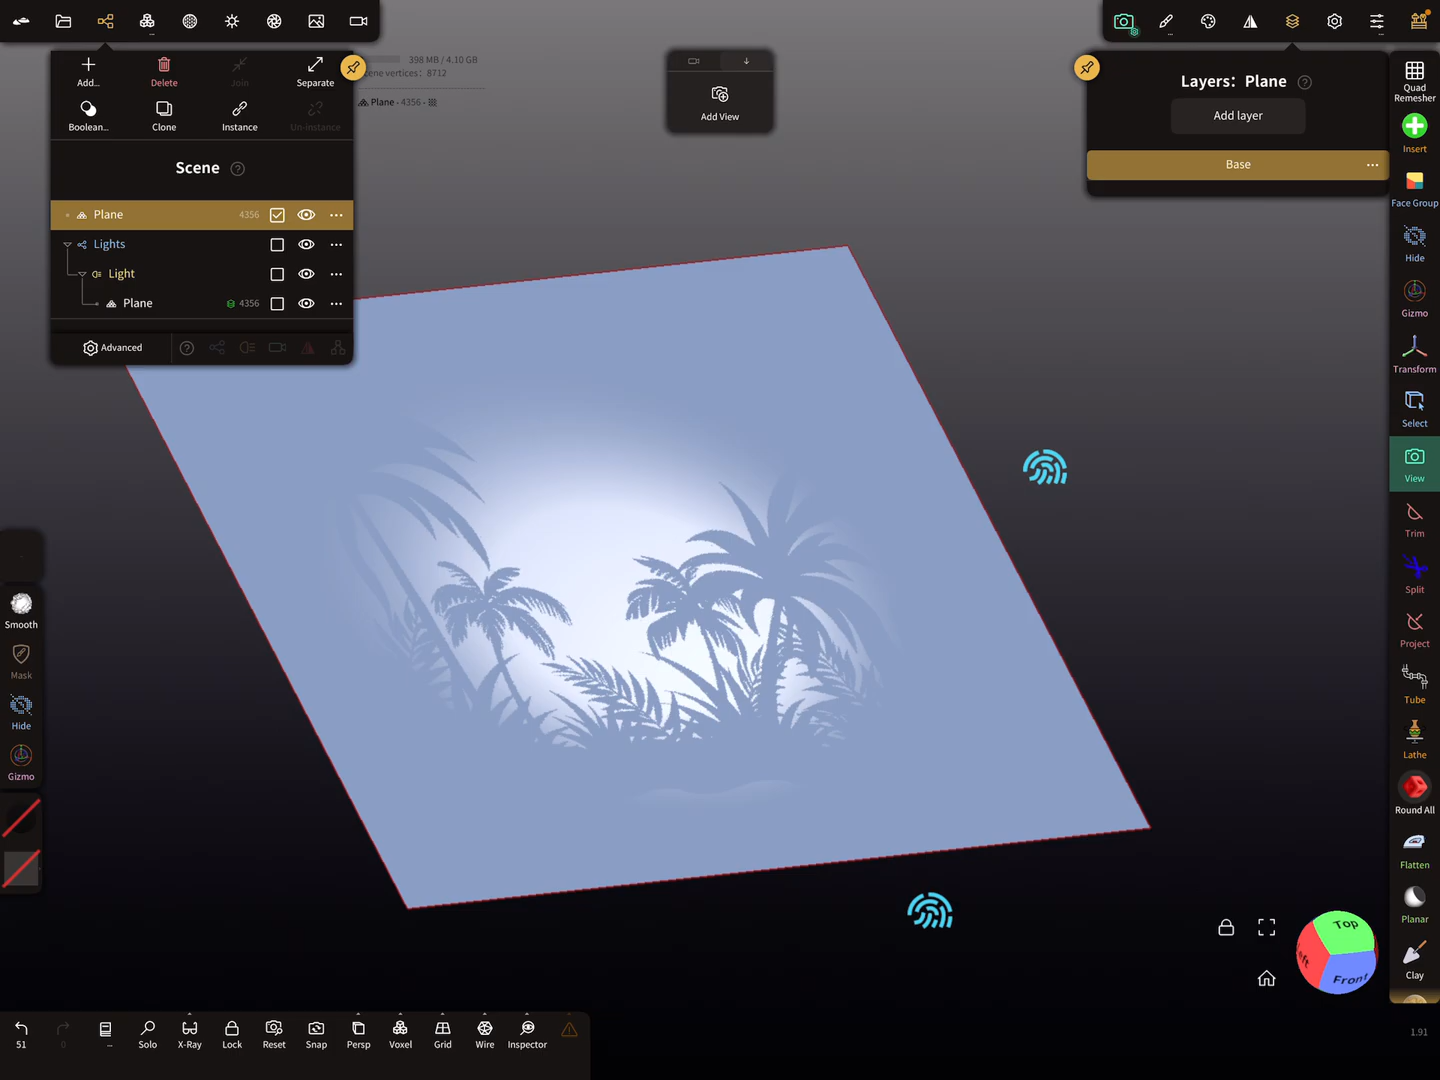 398 MB / 4.10 GB
Scene vertices: 8712
Plane • 4356 •
Add...
Delete
Join
Separate
Boolean...
Clone
Instance
Un-instance
Scene ?
Plane 4356 ...
Lights ...
Light ...
Plane 4356 ...
Advanced ?
Add View
Layers: Plane ?
Add layer
Base ...
Quad
Remesher
Insert
Face Group
Hide
Gizmo
Transform
Select
View
Trim
Split
Project
Tube
Lathe
Round All
Flatten
Planar
Clay
Smooth
Mask
Hide
Gizmo
Top
Front
51
0
...
Solo
X-Ray
Lock
Reset
Snap
Persp
Voxel
Grid
Wire
Inspector
1.91